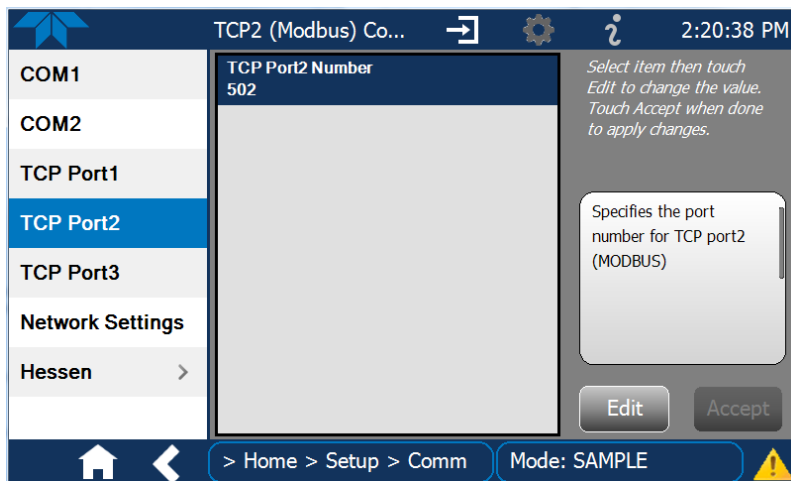 TCP2 (Modbus) Co...
2:20:38 PM
COM1
COM2
TCP Port1
TCP Port2
TCP Port3
Network Settings
Hessen >
TCP Port2 Number
502
Select item then touch
Edit to change the value.
Touch Accept when done
to apply changes.
Specifies the port
number for TCP port2
(MODBUS)
Edit
Accept
> Home > Setup > Comm
Mode: SAMPLE